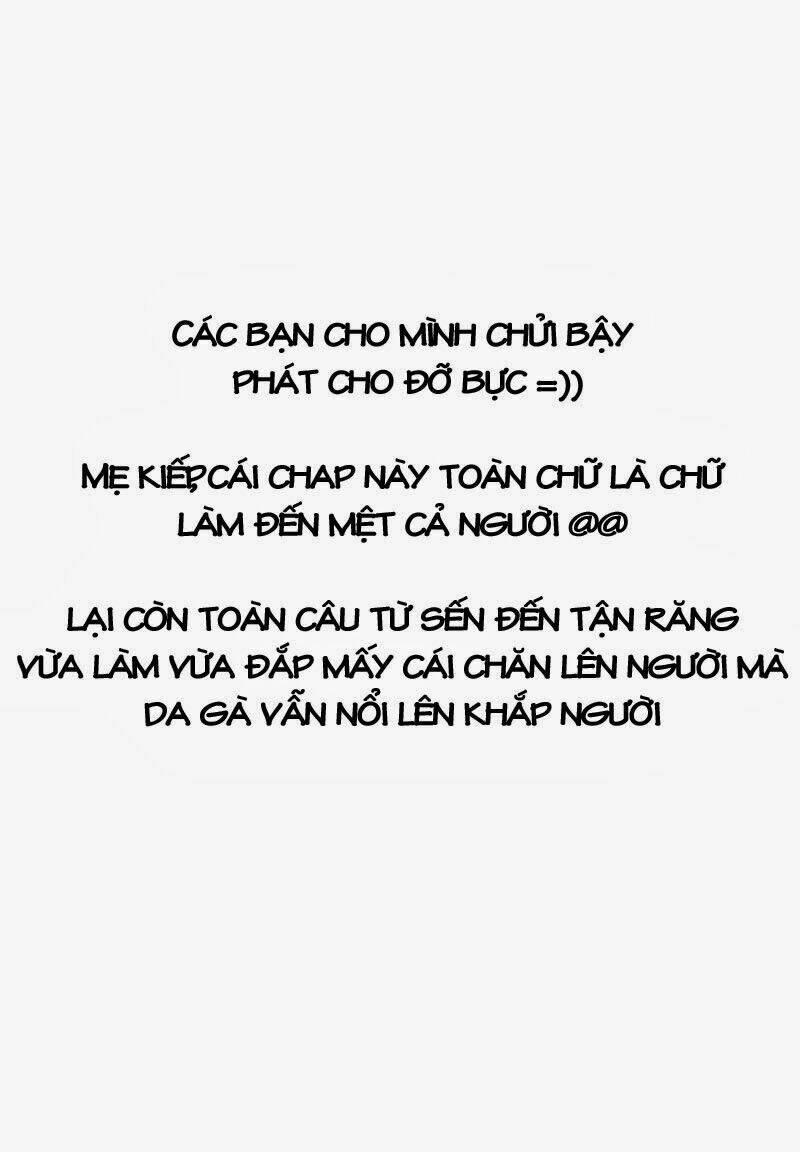 CÁC BẠN CHO MÌNH CHỬI BẬY
PHÁT CHO ĐỠ BỰC =))
MẸ KIẾP, CÁI CHAP NÀY TOÀN CHỮ LÀ CHỮ
LÀM ĐẾN MỆT CẢ NGƯỜI @@
LẠI CÒN TOÀN CÂU TỪ SẾN ĐẾN TẬN RĂNG
VỪA LÀM VỪA ĐẮP MẤY CÁI CHĂN LÊN NGƯỜI MÀ
DA GÀ VẪN NỔI LÊN KHẮP NGƯỜI